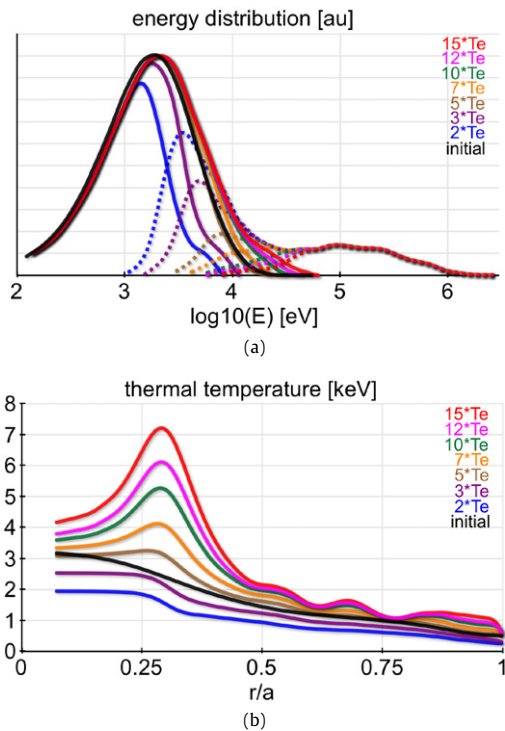 energy distribution [au]
15*Te
12*Te
10*Te
7*Te
5*Te
3*Te
2*Te
initial
2 3 4 5 6
log10(E) [eV]
(a)
thermal temperature [keV]
8
7
6
5
4
3
2
1
0
15*Te
12*Te
10*Te
7*Te
5*Te
3*Te
2*Te
initial
0 0.25 0.5 0.75 1
r/a
(b)